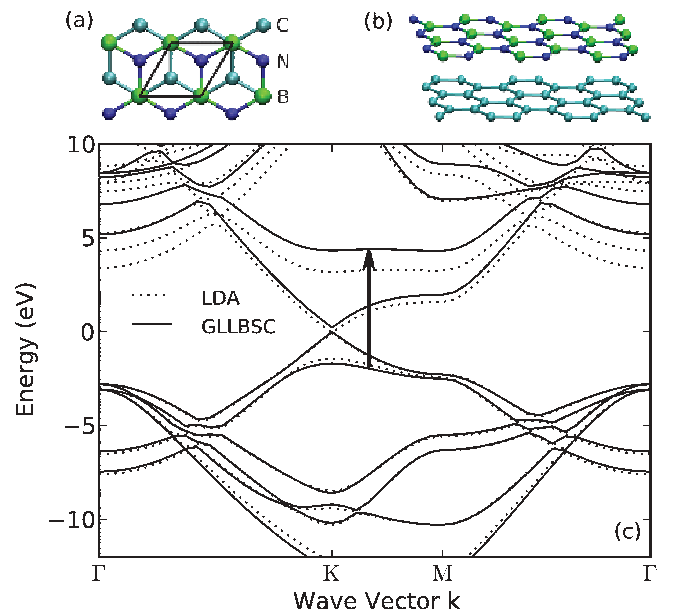 (a)
C
N
B
(b)
10
5
0
−5
−10
Energy (eV)
LDA
GLLBSC
(c)
Γ
K
M
Γ
Wave Vector k